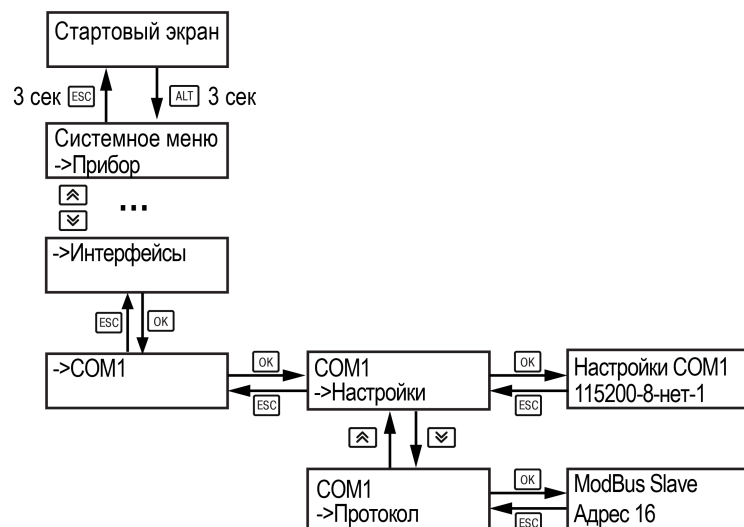 Стартовый экран
3 сек ESC ALT 3 сек
Системное меню
->Прибор
...
->Интерфейсы
ESC OK
->COM1
OK
ESC
COM1
->Настройки
OK
ESC
Настройки COM1
115200-8-нет-1
COM1
->Протокол
OK
ESC
ModBus Slave
Адрес 16